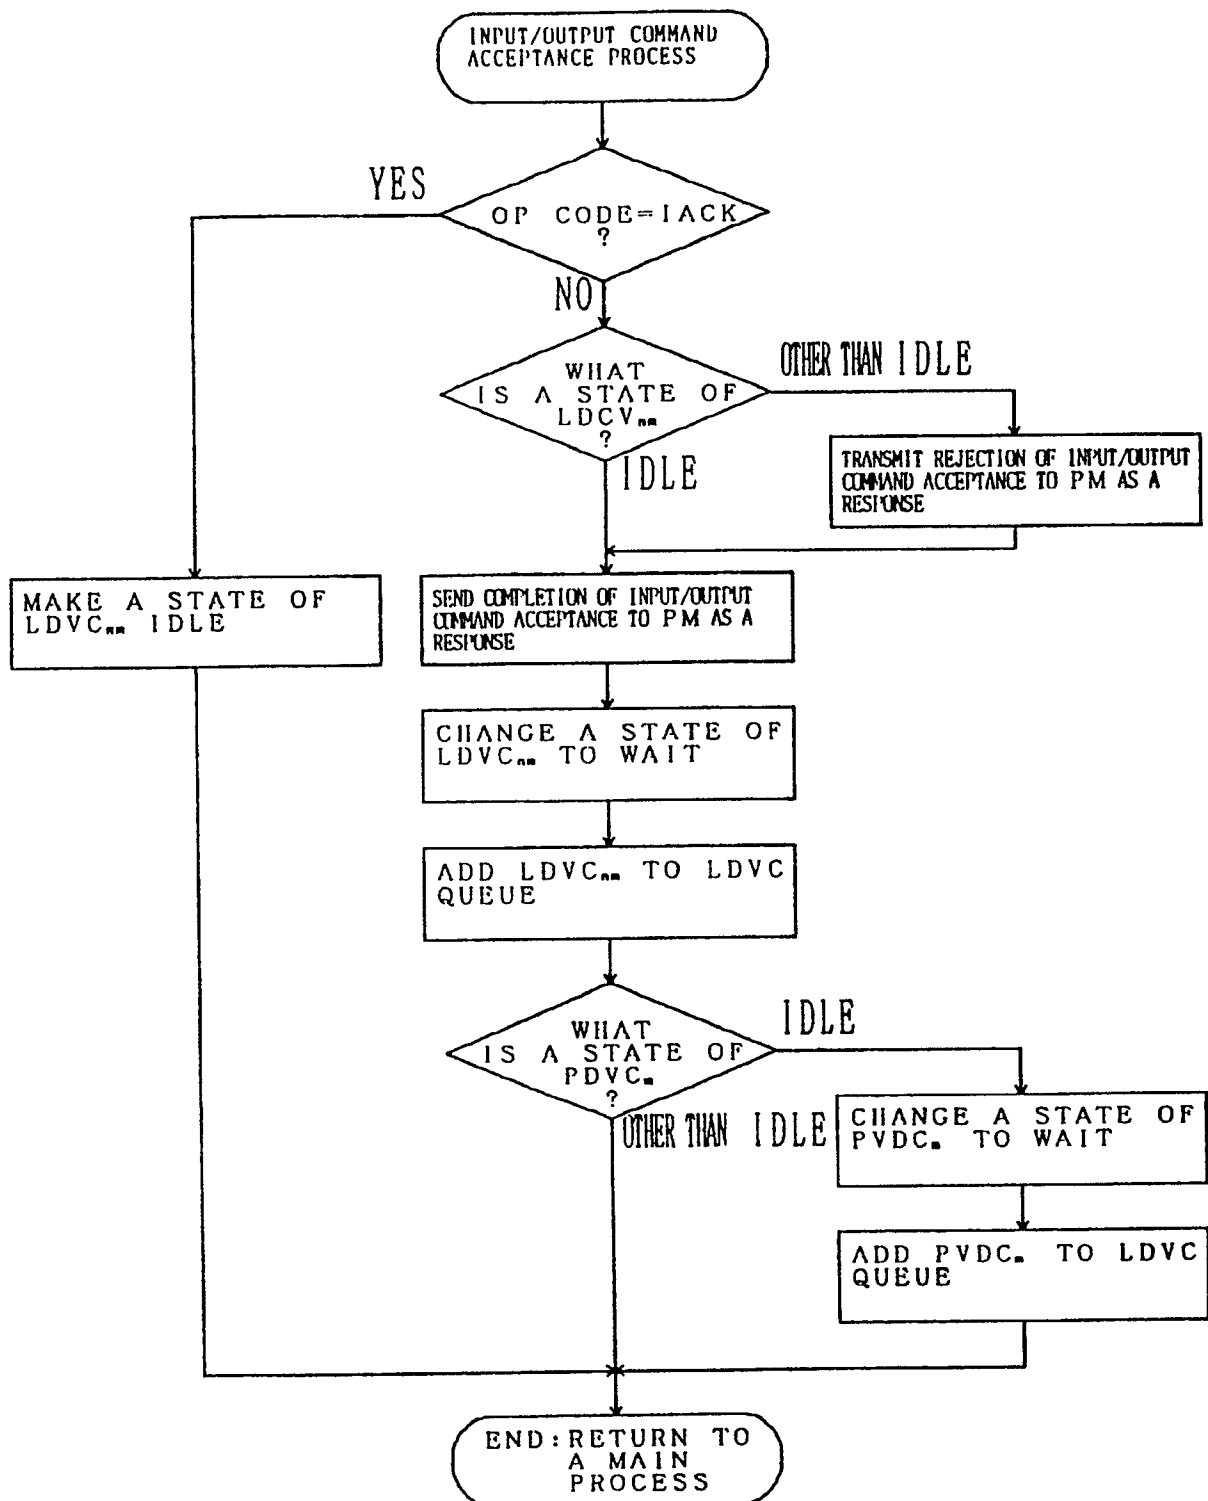 INPUT/OUTPUT COMMAND
ACCEPTANCE PROCESS
YES
OP CODE=IACK
?
NO
WHAT
IS A STATE OF
LDCVnm
?
OTHER THAN IDLE
IDLE
TRANSMIT REJECTION OF INPUT/OUTPUT
COMMAND ACCEPTANCE TO PM AS A
RESPONSE
MAKE A STATE OF
LDVCnm IDLE
SEND COMPLETION OF INPUT/OUTPUT
COMMAND ACCEPTANCE TO PM AS A
RESPONSE
CHANGE A STATE OF
LDVCnm TO WAIT
ADD LDVCnm TO LDVC
QUEUE
WHAT
IS A STATE OF
PDVCm
?
IDLE
OTHER THAN IDLE
CHANGE A STATE OF
PVDCm TO WAIT
ADD PVDCm TO LDVC
QUEUE
END:RETURN TO
A MAIN
PROCESS